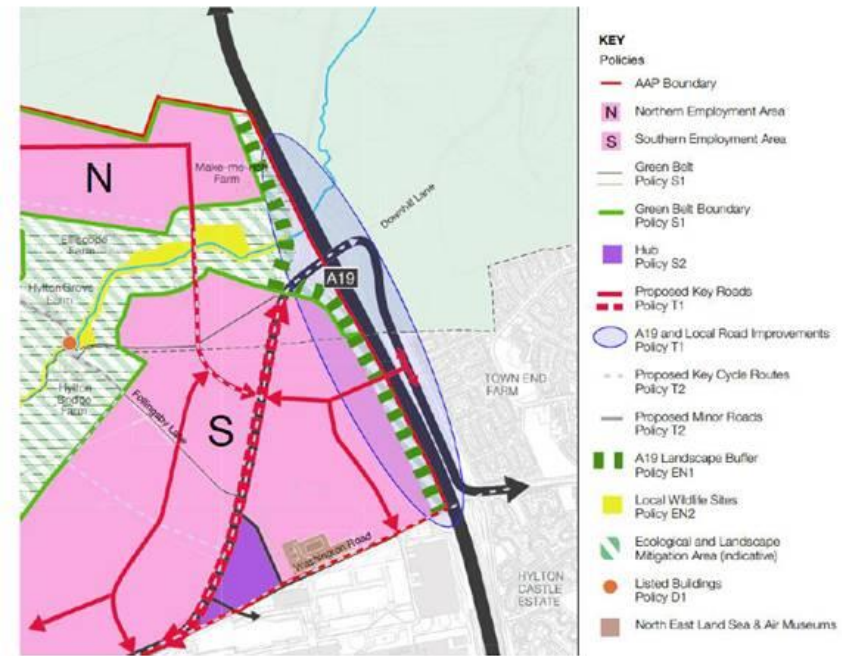 N
Make-me-rich
Farm
Downhill Lane
Elliscope
Farm
A19
Hylton Grove
Farm
Hylton
Bridge
Farm
Follingsby Lane
S
TOWN END
FARM
Washington Road
HYLTON
CASTLE
ESTATE
KEY
Policies
AAP Boundary
N Northern Employment Area
S Southern Employment Area
Green Belt
Policy S1
Green Belt Boundary
Policy S1
Hub
Policy S2
Proposed Key Roads
Policy T1
A19 and Local Road Improvements
Policy T1
Proposed Key Cycle Routes
Policy T2
Proposed Minor Roads
Policy T2
A19 Landscape Buffer
Policy EN1
Local Wildlife Sites
Policy EN2
Ecological and Landscape
Mitigation Area (indicative)
Listed Buildings
Policy D1
North East Land Sea & Air Museums